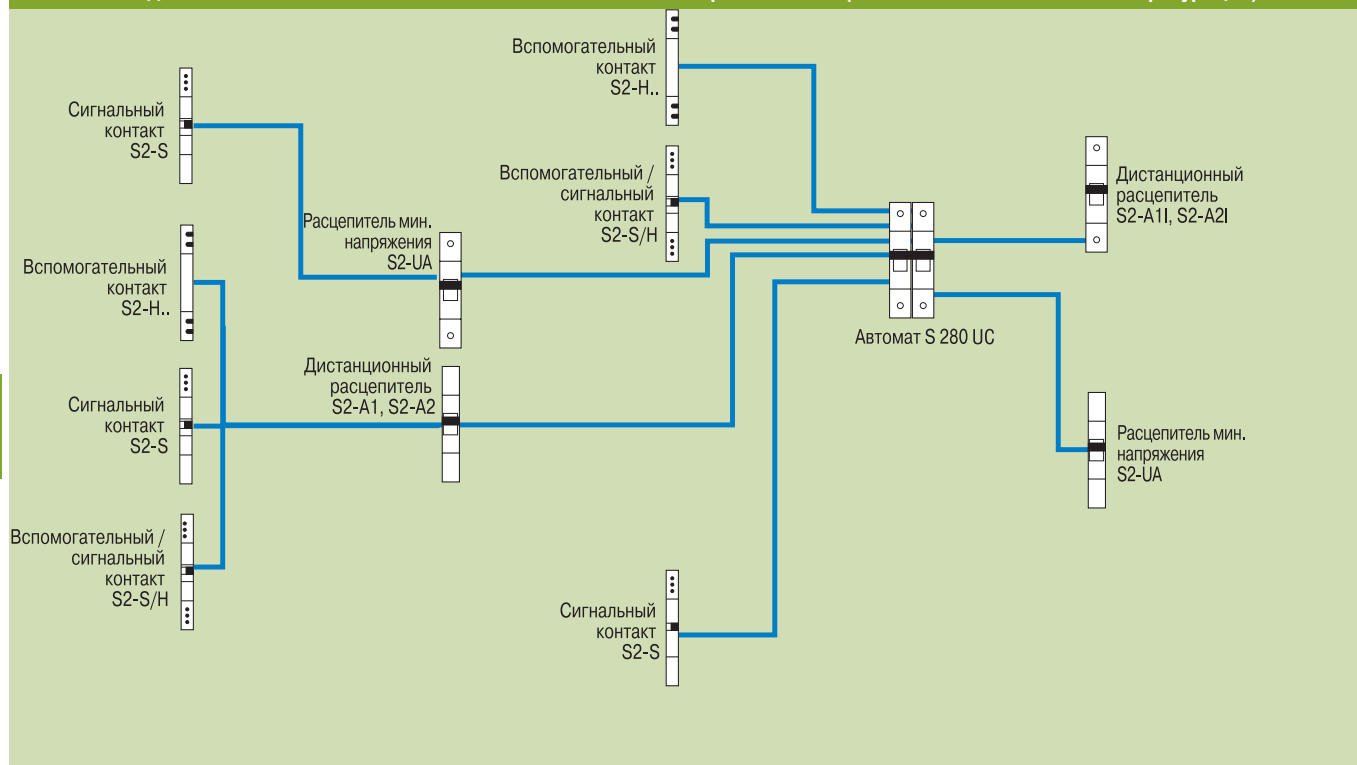 Вспомогательный
контакт
S2-H..
Сигнальный
контакт
S2-S
Вспомогательный /
сигнальный
контакт
S2-S/H
Дистанционный
расцепитель
S2-A1I, S2-A2I
Расцепитель мин.
напряжения
S2-UA
Вспомогательный
контакт
S2-H..
Автомат S 280 UC
Дистанционный
расцепитель
S2-A1, S2-A2
Сигнальный
контакт
S2-S
Расцепитель мин.
напряжения
S2-UA
Вспомогательный /
сигнальный
контакт
S2-S/H
Сигнальный
контакт
S2-S